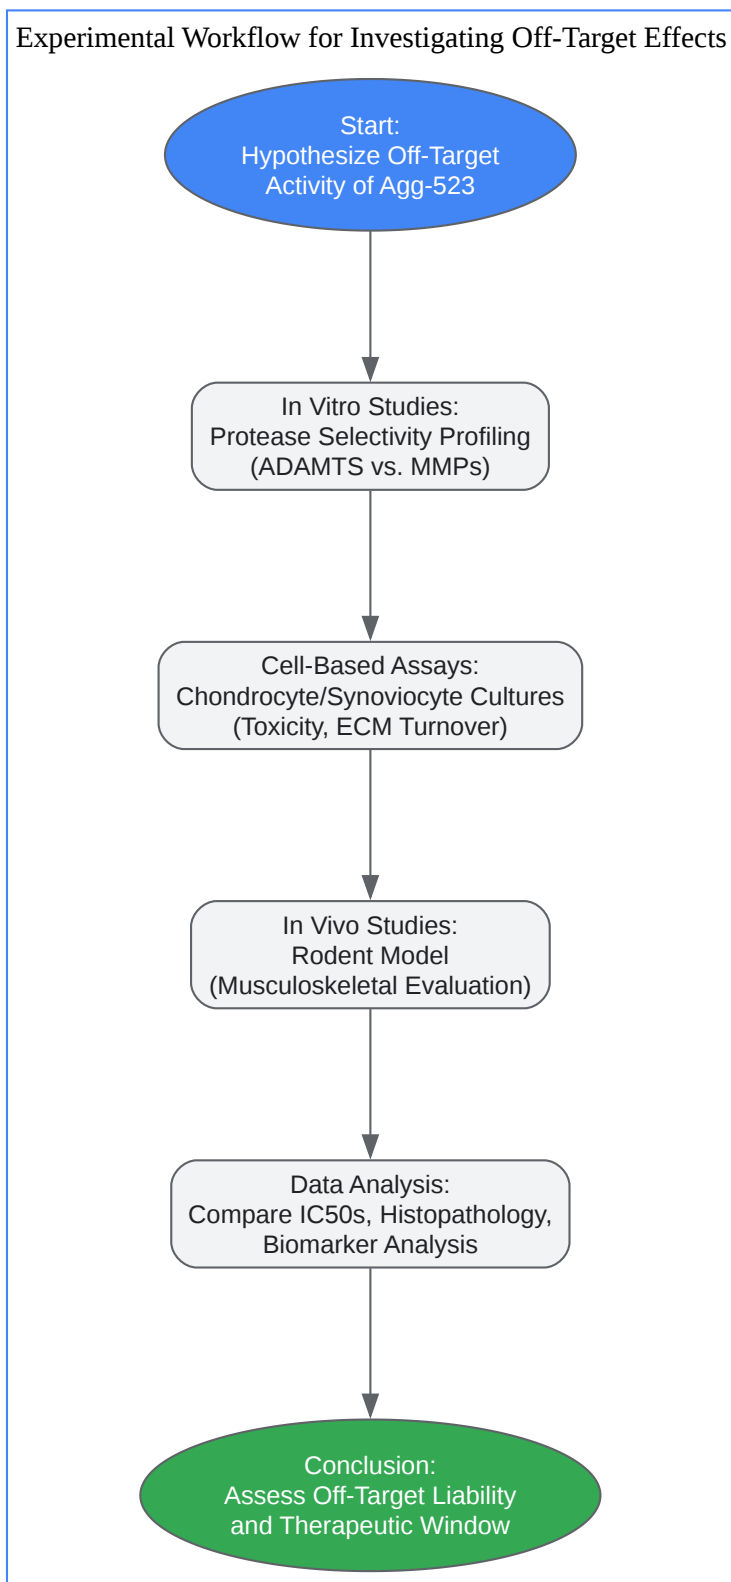 Experimental Workflow for Investigating Off-Target Effects
Start:
Hypothesize Off-Target
Activity of Agg-523
In Vitro Studies:
Protease Selectivity Profiling
(ADAMTS vs. MMPs)
Cell-Based Assays:
Chondrocyte/Synoviocyte Cultures
(Toxicity, ECM Turnover)
In Vivo Studies:
Rodent Model
(Musculoskeletal Evaluation)
Data Analysis:
Compare IC50s, Histopathology,
Biomarker Analysis
Conclusion:
Assess Off-Target Liability
and Therapeutic Window